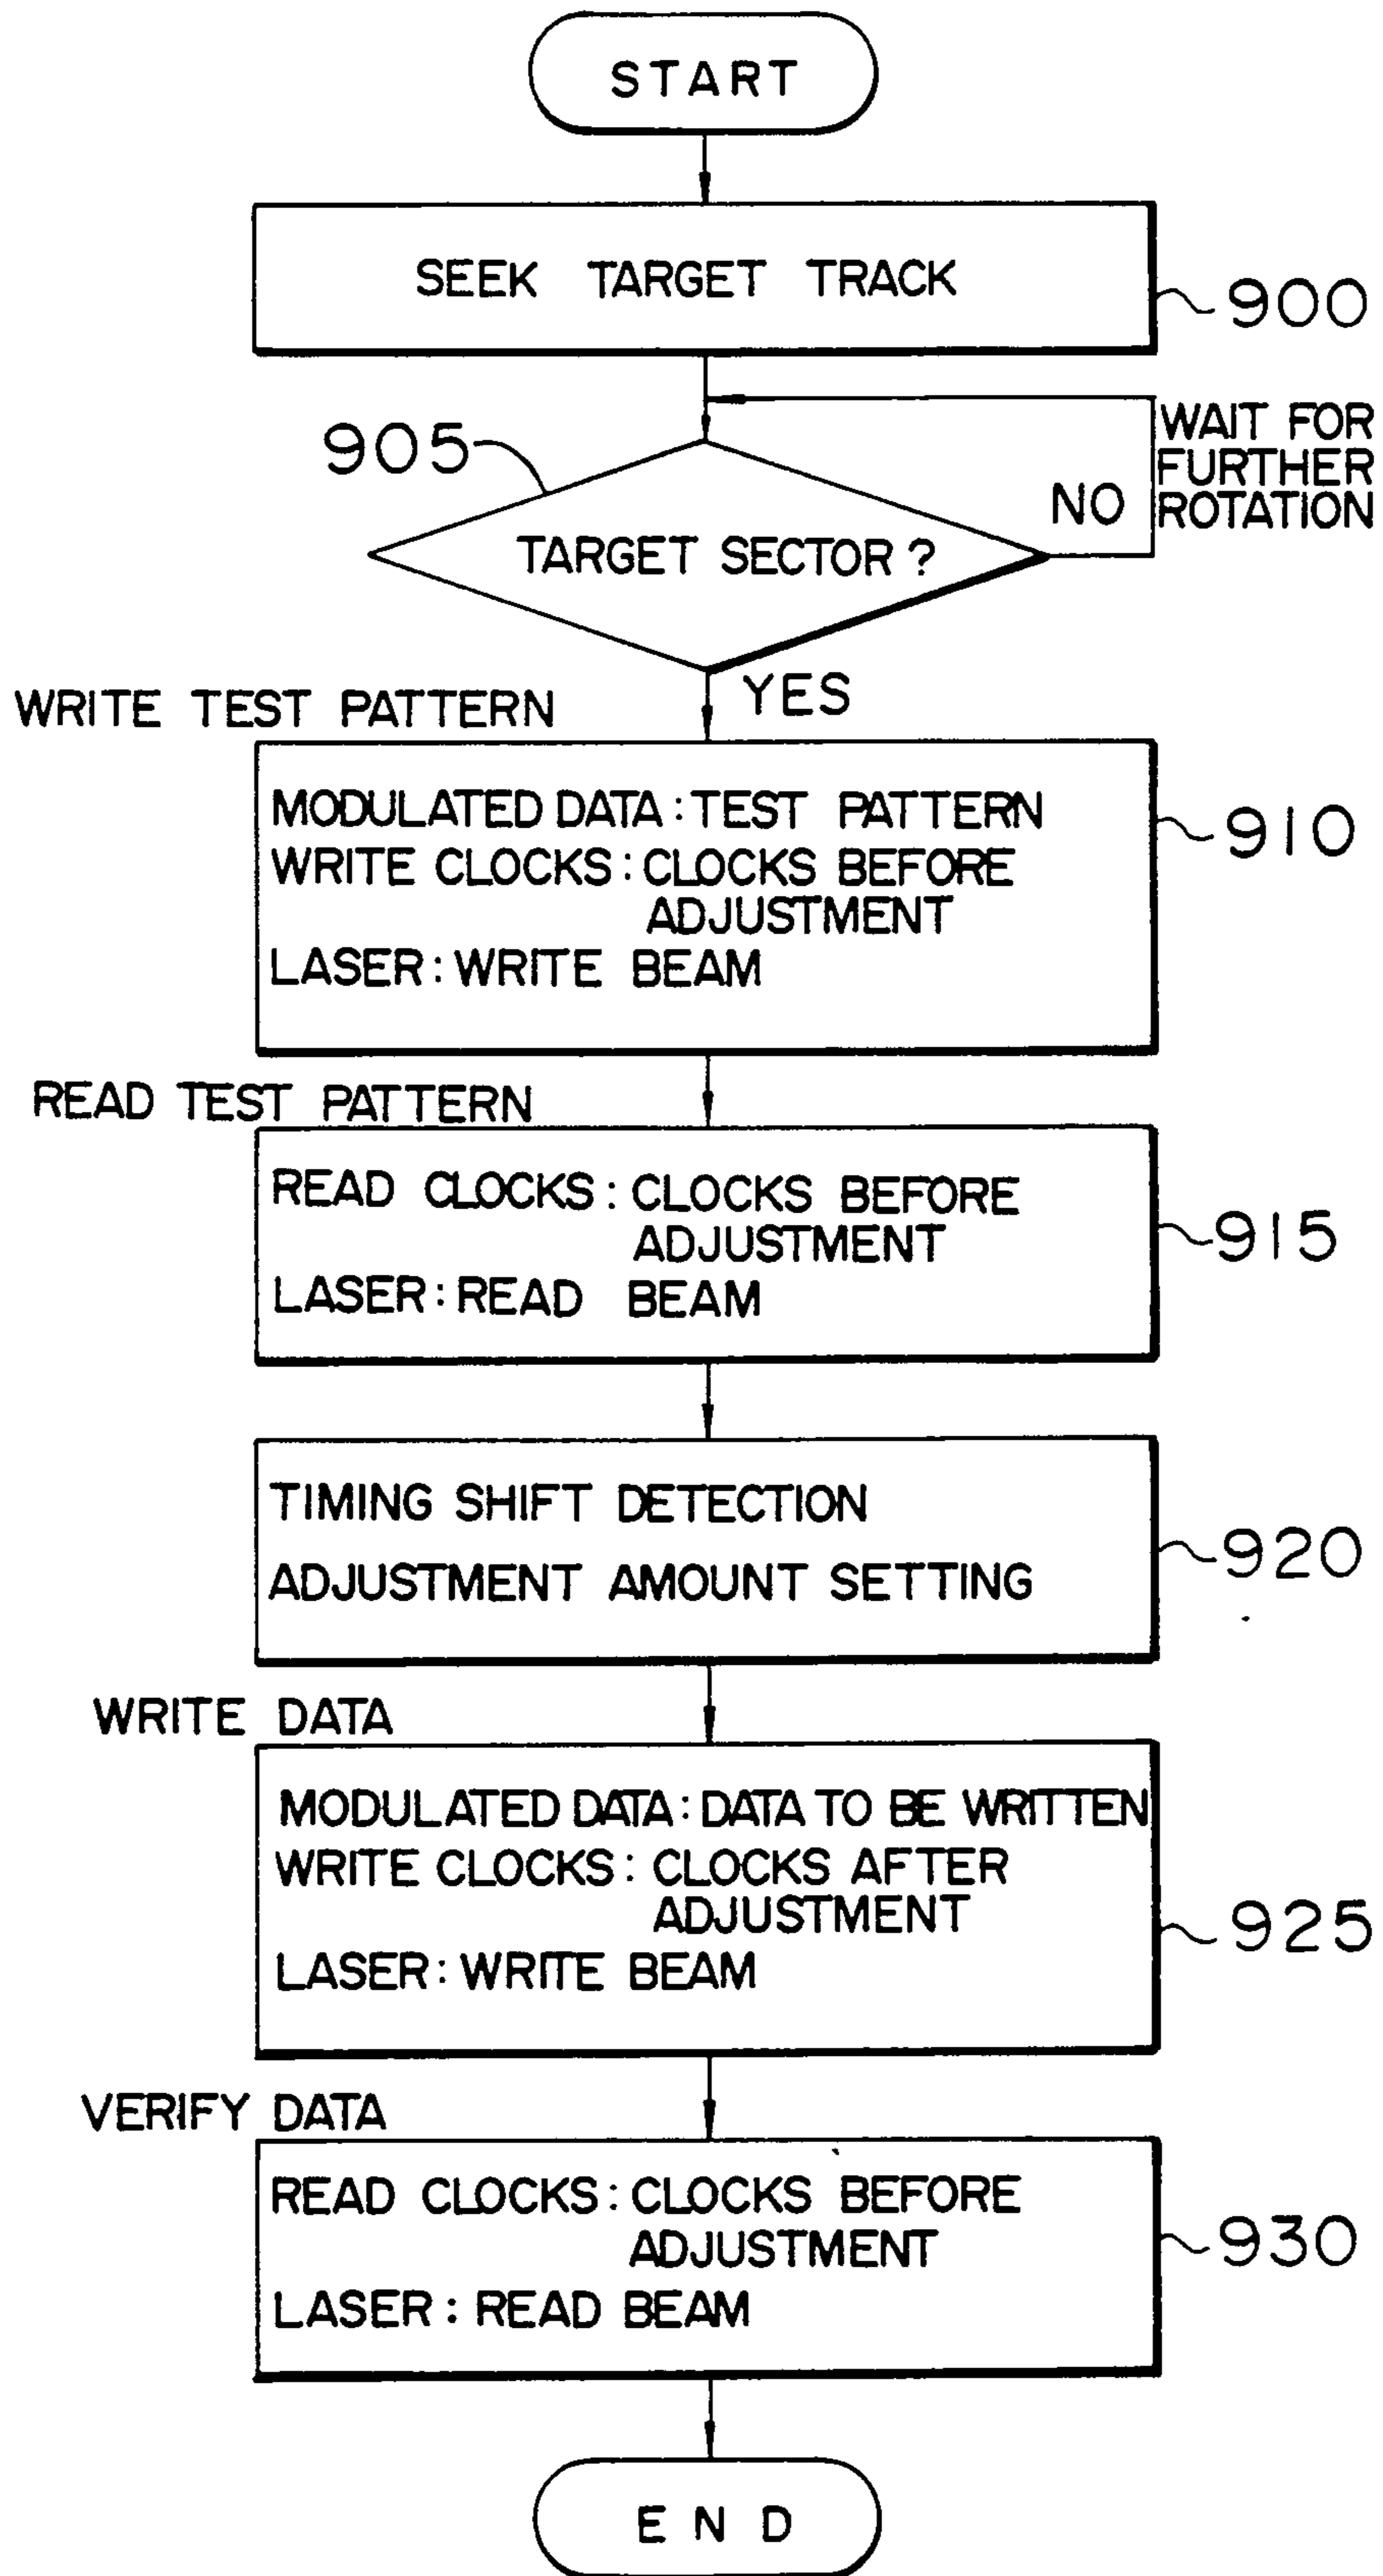 START
SEEK TARGET TRACK
900
WAIT FOR
FURTHER
ROTATION
905
NO
TARGET SECTOR?
YES
WRITE TEST PATTERN
MODULATED DATA: TEST PATTERN
WRITE CLOCKS: CLOCKS BEFORE
ADJUSTMENT
LASER: WRITE BEAM
910
READ TEST PATTERN
READ CLOCKS: CLOCKS BEFORE
ADJUSTMENT
LASER: READ BEAM
915
TIMING SHIFT DETECTION
ADJUSTMENT AMOUNT SETTING
920
WRITE DATA
MODULATED DATA: DATA TO BE WRITTEN
WRITE CLOCKS: CLOCKS AFTER
ADJUSTMENT
LASER: WRITE BEAM
925
VERIFY DATA
READ CLOCKS: CLOCKS BEFORE
ADJUSTMENT
LASER: READ BEAM
930
END